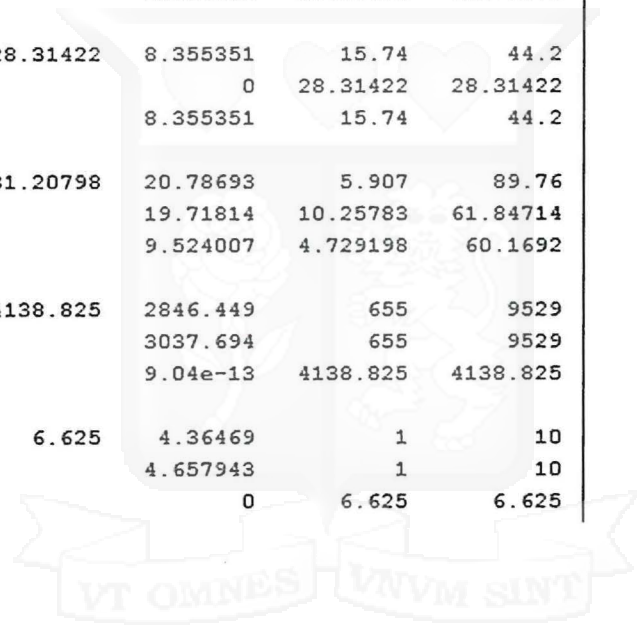 28.31422 8.355351 15.74 44.2
0 28.31422 28.31422
8.355351 15.74 44.2
31.20798 20.78693 5.907 89.76
19.71814 10.25783 61.84714
9.524007 4.729198 60.1692
4138.825 2846.449 655 9529
3037.694 655 9529
9.04e-13 4138.825 4138.825
6.625 4.36469 1 10
4.657943 1 10
0 6.625 6.625
VT OMNES VNVM SINT